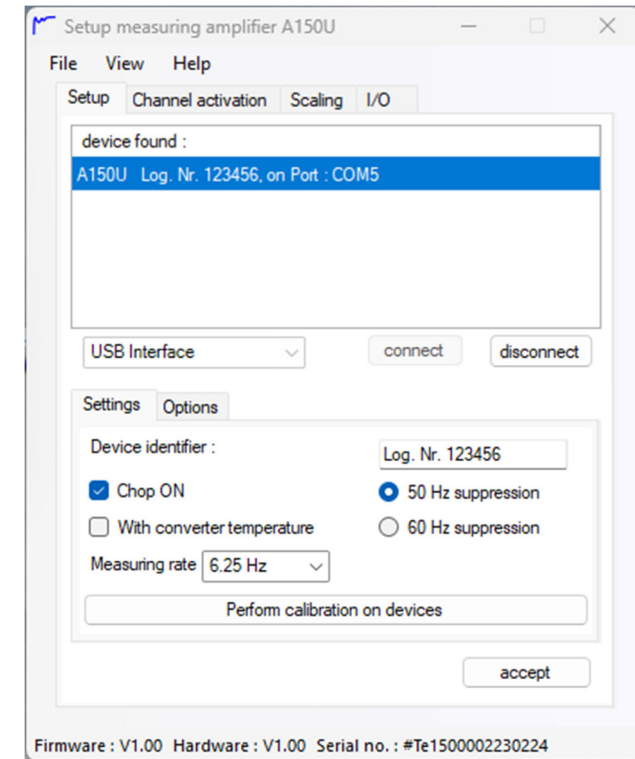 Setup measuring amplifier A150U
File View Help
Setup Channel activation Scaling I/O
device found :
A150U Log. Nr. 123456, on Port : COM5
USB Interface connect disconnect
Settings Options
Device identifier : Log. Nr. 123456
Chop ON 50 Hz suppression
With converter temperature 60 Hz suppression
Measuring rate 6.25 Hz
Perform calibration on devices
accept
Firmware : V1.00 Hardware : V1.00 Serial no. : #Te1500002230224